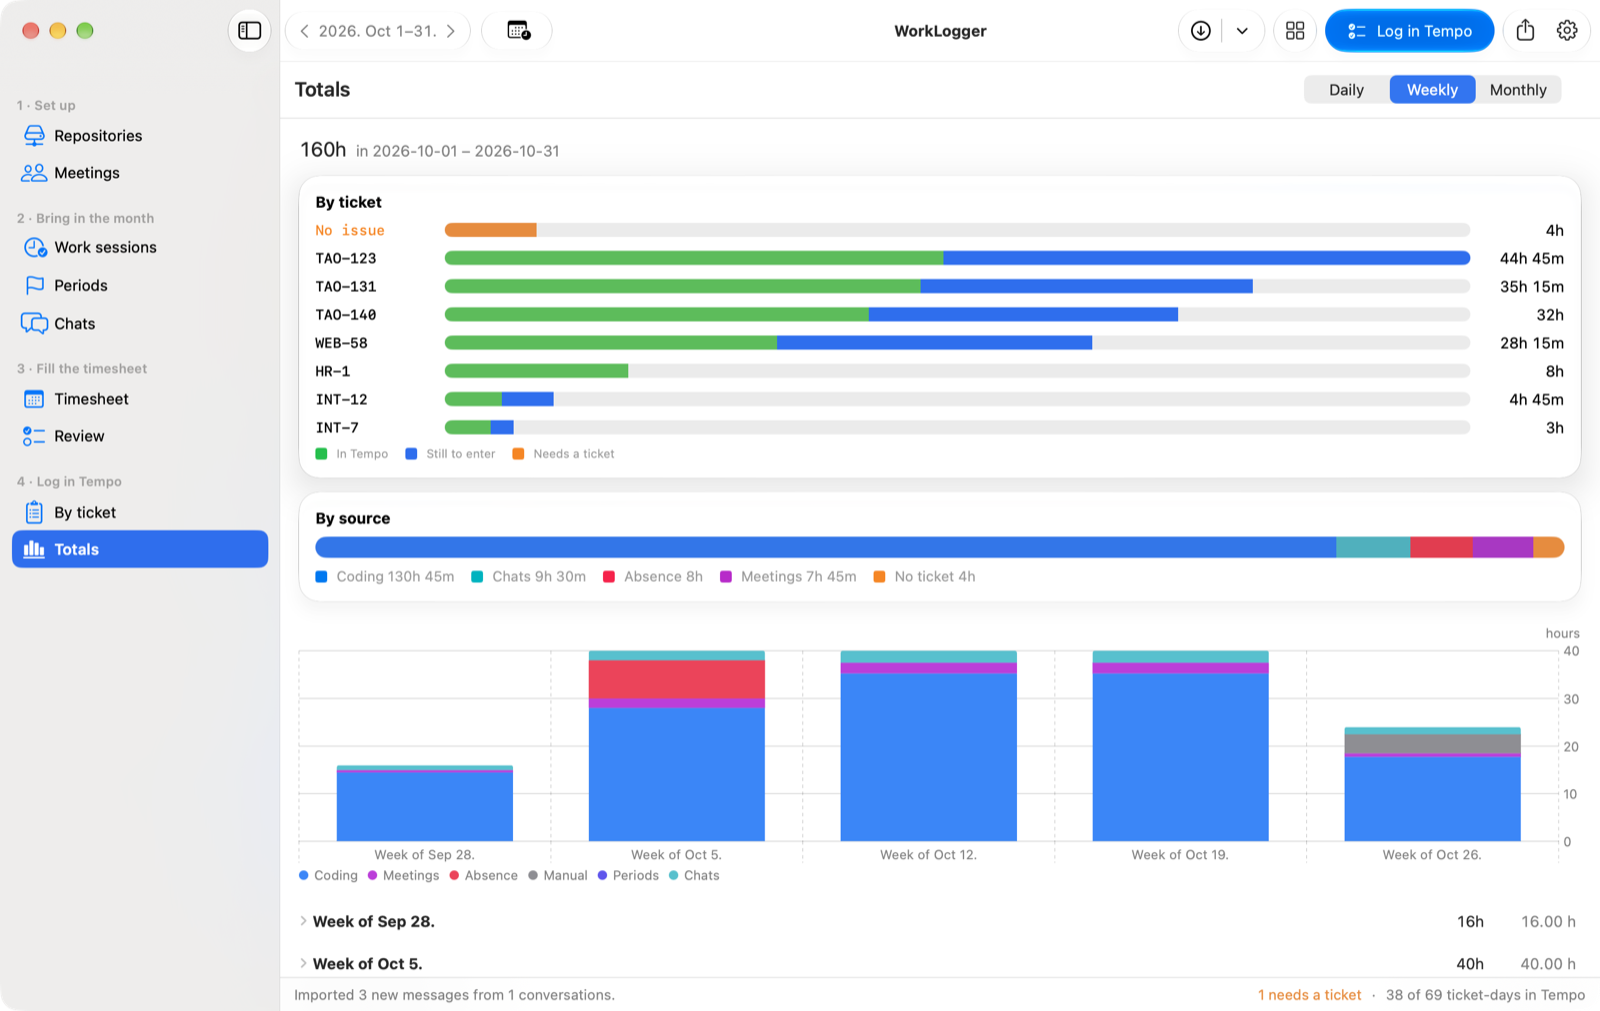 2026. Oct 1–31.
WorkLogger
Log in Tempo
1 · Set up
Repositories
Meetings
2 · Bring in the month
Work sessions
Periods
Chats
3 · Fill the timesheet
Timesheet
Review
4 · Log in Tempo
By ticket
Totals
Totals
Daily Weekly Monthly
160h in 2026-10-01 – 2026-10-31
By ticket
No issue 4h
TAO-123 44h 45m
TAO-131 35h 15m
TAO-140 32h
WEB-58 28h 15m
HR-1 8h
INT-12 4h 45m
INT-7 3h
In Tempo Still to enter Needs a ticket
By source
Coding 130h 45m Chats 9h 30m Absence 8h Meetings 7h 45m No ticket 4h
hours
40
30
20
10
0
Week of Sep 28. Week of Oct 5. Week of Oct 12. Week of Oct 19. Week of Oct 26.
Coding Meetings Absence Manual Periods Chats
Week of Sep 28. 16h 16.00 h
Week of Oct 5. 40h 40.00 h
Imported 3 new messages from 1 conversations. 1 needs a ticket · 38 of 69 ticket-days in Tempo